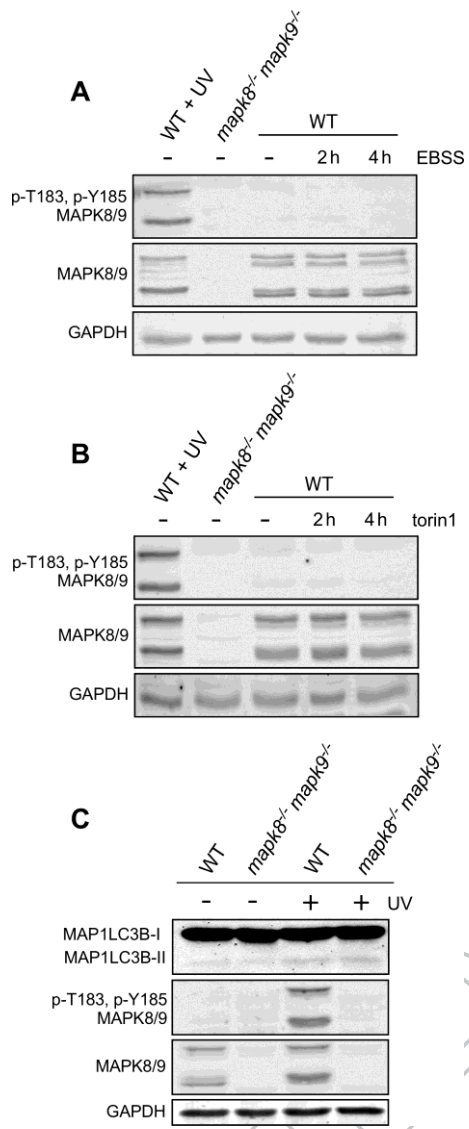 A
WT + UV
mapk8-/- mapk9-/-
WT
- - - 2 h 4 h EBSS
p-T183, p-Y185
MAPK8/9
MAPK8/9
GAPDH
B
WT + UV
mapk8-/- mapk9-/-
WT
- - - 2 h 4 h torin1
p-T183, p-Y185
MAPK8/9
MAPK8/9
GAPDH
C
WT
mapk8-/- mapk9-/-
WT
mapk8-/- mapk9-/-
- - + + UV
MAP1LC3B-I
MAP1LC3B-II
p-T183, p-Y185
MAPK8/9
MAPK8/9
GAPDH